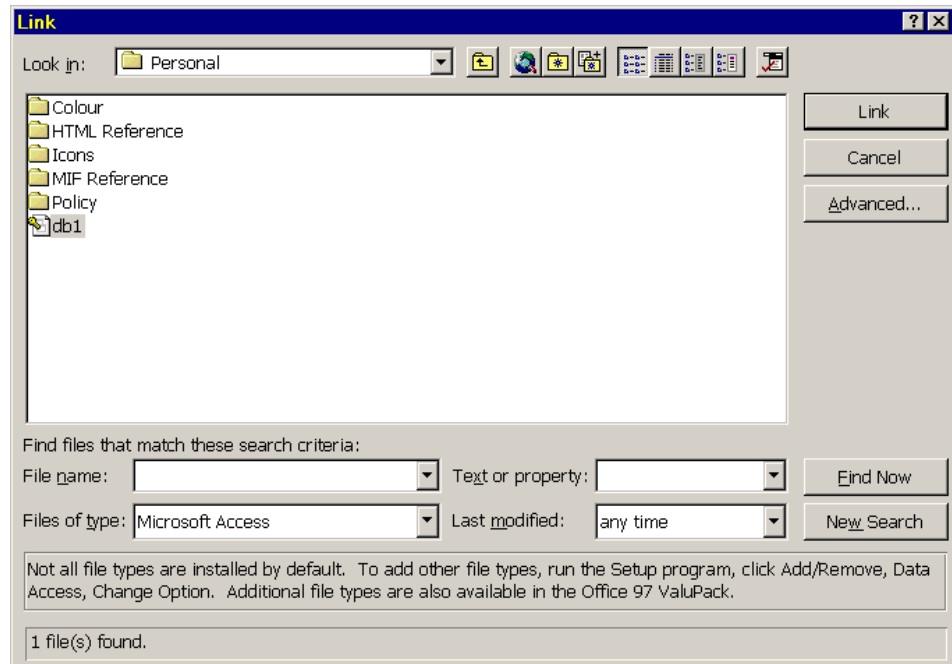 Link
Look in: Personal
Colour
HTML Reference
Icons
MIF Reference
Policy
db1
Link
Cancel
Advanced...
Find files that match these search criteria:
File name: Text or property: Find Now
Files of type: Microsoft Access Last modified: any time New Search
Not all file types are installed by default. To add other file types, run the Setup program, click Add/Remove, Data
Access, Change Option. Additional file types are also available in the Office 97 ValuPack.
1 file(s) found.